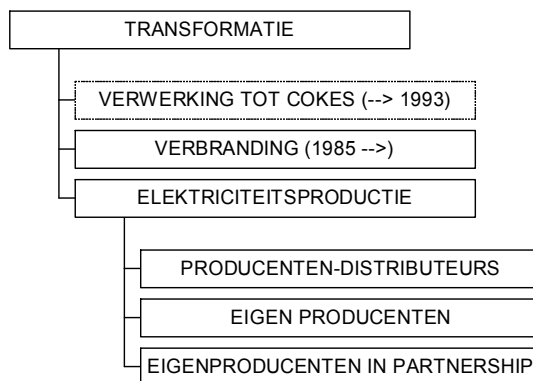 TRANSFORMATIE
VERWERKING TOT COKES (--> 1993)
VERBRANDING (1985 -->)
ELEKTRICITEITSPRODUCTIE
PRODUCENTEN-DISTRIBUTEURS
EIGEN PRODUCENTEN
EIGENPRODUCENTEN IN PARTNERSHIP